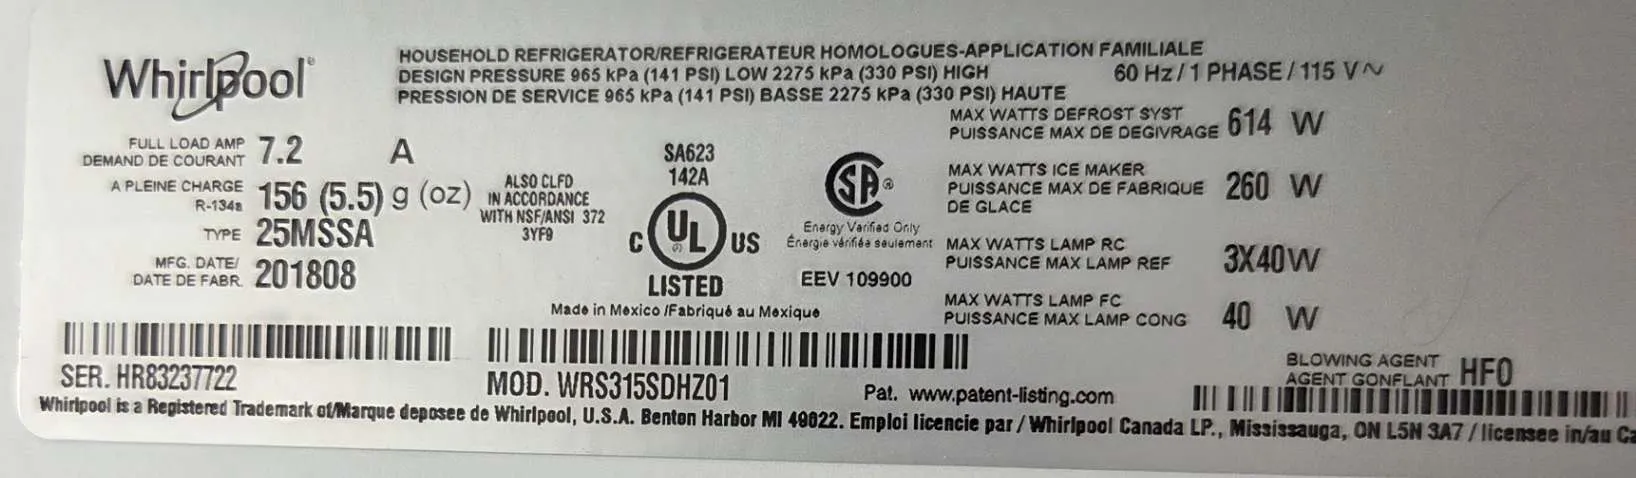 Whirlpool®
HOUSEHOLD REFRIGERATOR/REFRIGERATEUR HOMOLOGUES-APPLICATION FAMILIALE
DESIGN PRESSURE 965 kPa (141 PSI) LOW 2275 kPa (330 PSI) HIGH 60 Hz / 1 PHASE / 115 V∿
PRESSION DE SERVICE 965 kPa (141 PSI) BASSE 2275 kPa (330 PSI) HAUTE
FULL LOAD AMP
DEMAND DE COURANT 7.2 A
A PLEINE CHARGE
R-134a 156 (5.5) g (oz)
TYPE 25MSSA
MFG. DATE/
DATE DE FABR. 201808
ALSO CLFD
IN ACCORDANCE
WITH NSF/ANSI 372
3YF9
SA623
142A
C UL US
LISTED
SA®
Energy Verified Only
Énergie vérifiée seulement
EEV 109900
Made in Mexico /Fabriqué au Mexique
MAX WATTS DEFROST SYST
PUISSANCE MAX DE DEGIVRAGE 614 W
MAX WATTS ICE MAKER
PUISSANCE MAX DE FABRIQUE 260 W
DE GLACE
MAX WATTS LAMP RC
PUISSANCE MAX LAMP REF 3X40W
MAX WATTS LAMP FC
PUISSANCE MAX LAMP CONG 40 W
BLOWING AGENT
AGENT GONFLANT HFO
SER. HR83237722
MOD. WRS315SDHZ01
Pat. www.patent-listing.com
Whirlpool is a Registered Trademark of/Marque deposee de Whirlpool, U.S.A. Benton Harbor MI 49022. Emploi licencie par / Whirlpool Canada LP., Mississauga, ON L5N 3A7 / licensee in/au Ca